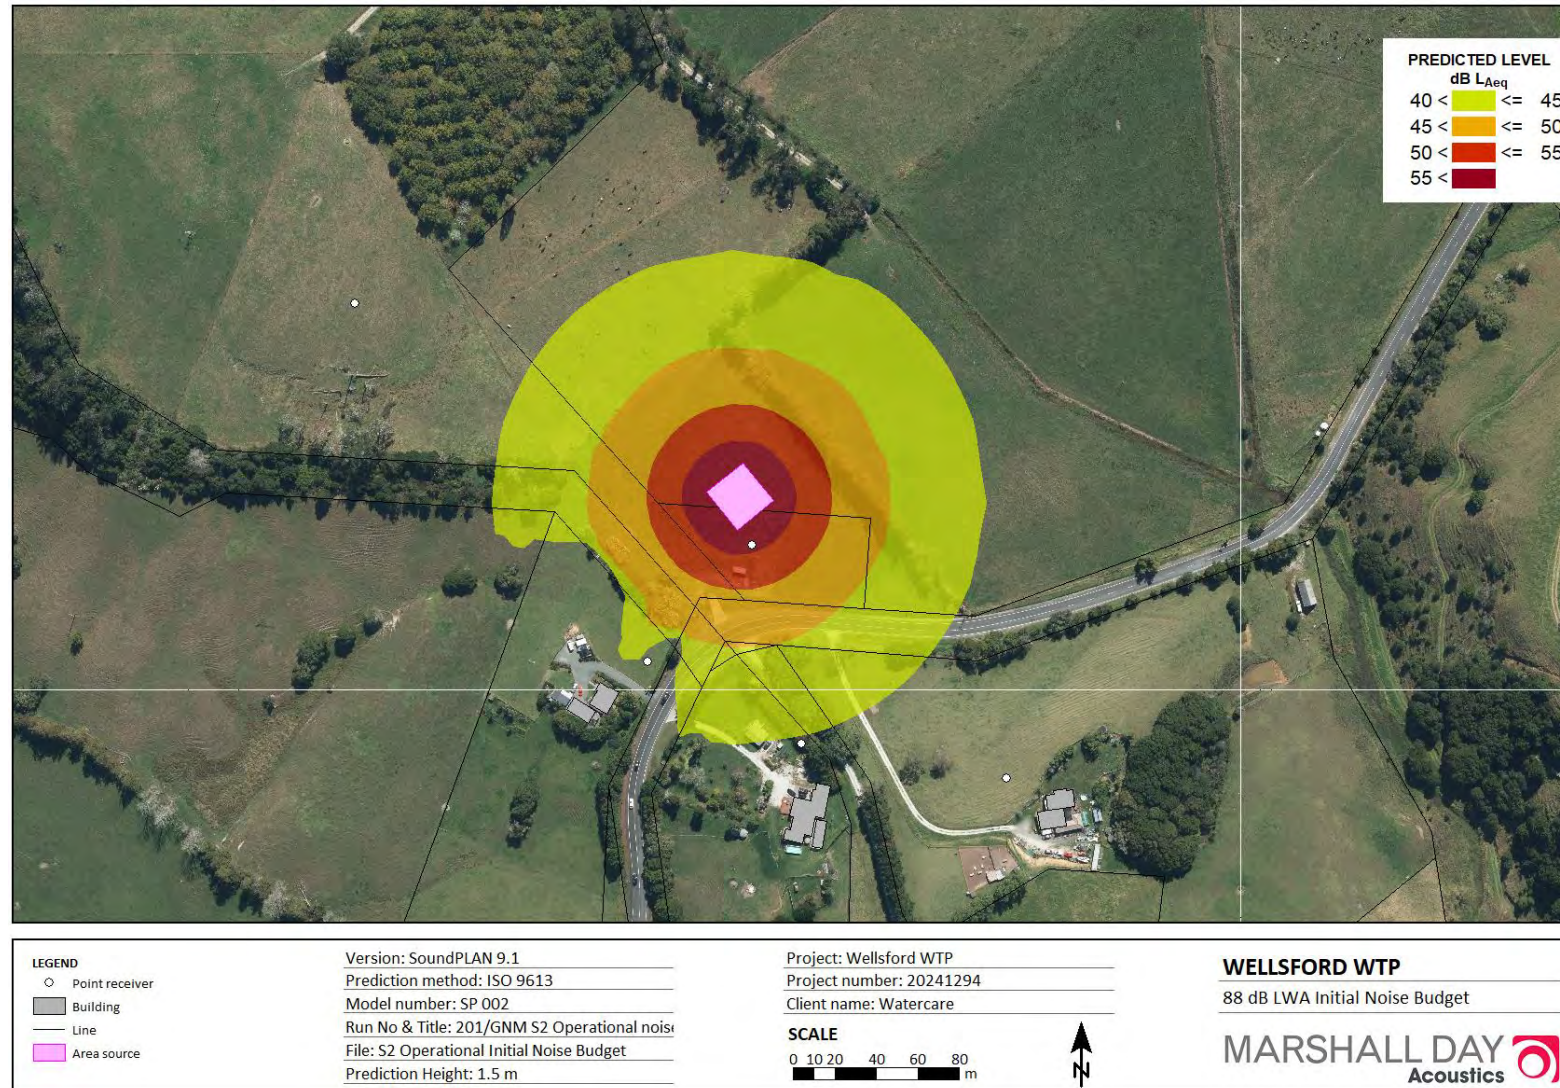 PREDICTED LEVEL
dB LAeq
40 < <= 45
45 < <= 50
50 < <= 55
55 <
LEGEND
Point receiver
Building
Line
Area source
Version: SoundPLAN 9.1
Prediction method: ISO 9613
Model number: SP 002
Run No & Title: 201/GNM S2 Operational noise
File: S2 Operational Initial Noise Budget
Prediction Height: 1.5 m
Project: Wellsford WTP
Project number: 20241294
Client name: Watercare
SCALE
0 10 20 40 60 80
m
N
WELLSFORD WTP
88 dB LWA Initial Noise Budget
MARSHALL DAY
Acoustics